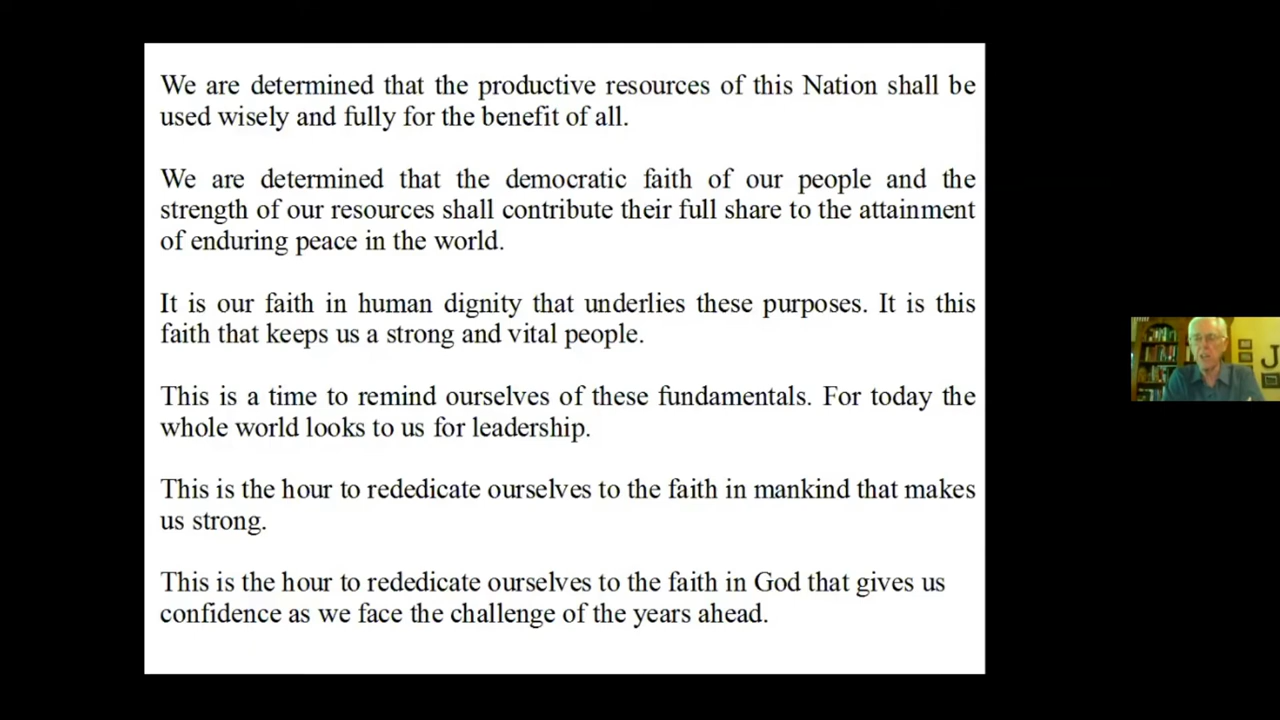 We are determined that the productive resources of this Nation shall be
used wisely and fully for the benefit of all.
We are determined that the democratic faith of our people and the
strength of our resources shall contribute their full share to the attainment
of enduring peace in the world.
It is our faith in human dignity that underlies these purposes. It is this
faith that keeps us a strong and vital people.
This is a time to remind ourselves of these fundamentals. For today the
whole world looks to us for leadership.
This is the hour to rededicate ourselves to the faith in mankind that makes
us strong.
This is the hour to rededicate ourselves to the faith in God that gives us
confidence as we face the challenge of the years ahead.
J